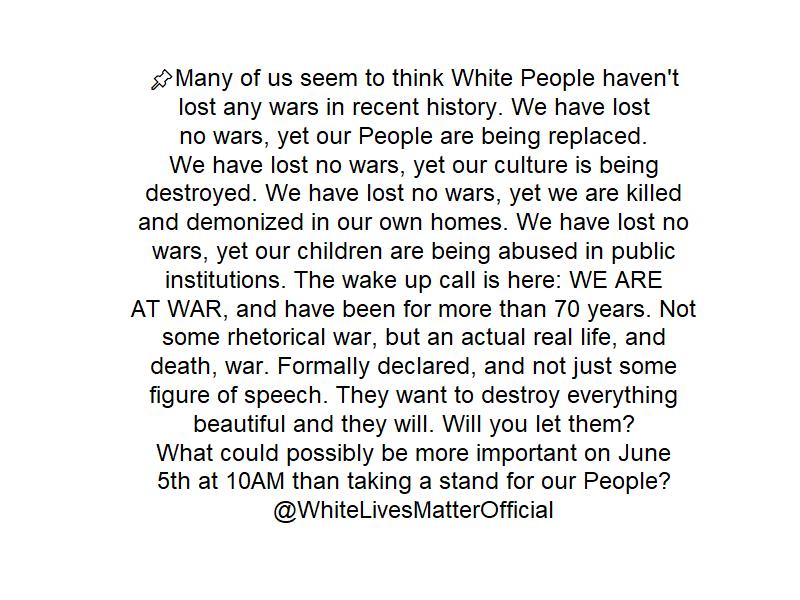 📌Many of us seem to think White People haven't
lost any wars in recent history. We have lost
no wars, yet our People are being replaced.
We have lost no wars, yet our culture is being
destroyed. We have lost no wars, yet we are killed
and demonized in our own homes. We have lost no
wars, yet our children are being abused in public
institutions. The wake up call is here: WE ARE
AT WAR, and have been for more than 70 years. Not
some rhetorical war, but an actual real life, and
death, war. Formally declared, and not just some
figure of speech. They want to destroy everything
beautiful and they will. Will you let them?
What could possibly be more important on June
5th at 10AM than taking a stand for our People?
@WhiteLivesMatterOfficial